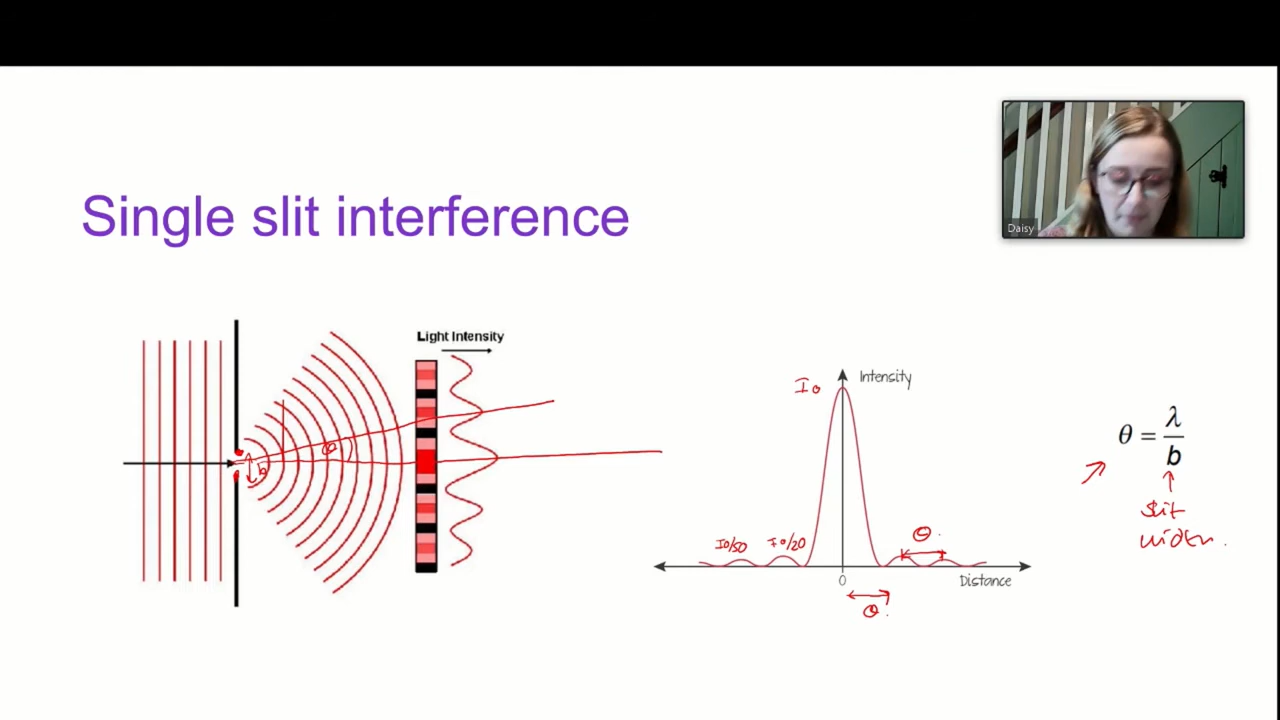 Daisy
Single slit interference
Light Intensity
θ
b
I₀
Intensity
I₀/50
I₀/20
θ.
0
Distance
θ.
θ = λ/b
slit
width.